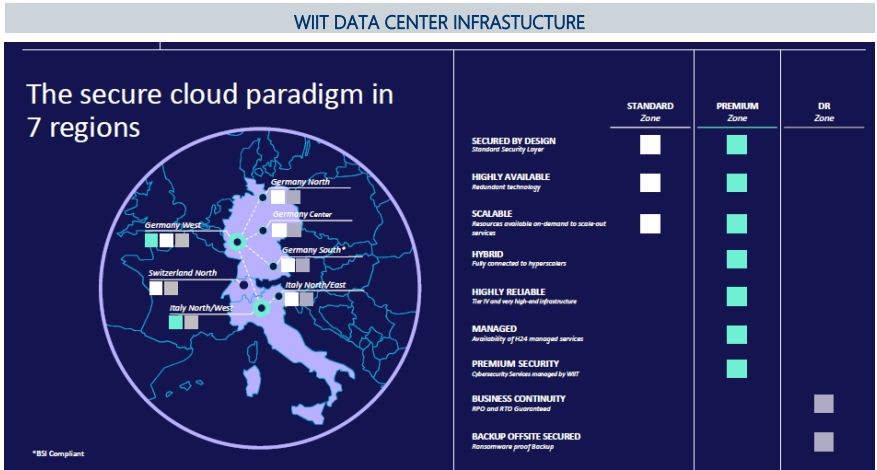 WIIT DATA CENTER INFRASTUCTURE
The secure cloud paradigm in
7 regions
Germany North
Germany Center
Germany West
Germany South*
Switzerland North
Italy North/East
Italy North/West
*BSI Compliant
STANDARD
Zone
PREMIUM
Zone
DR
Zone
SECURED BY DESIGN
Standard Security Layer
HIGHLY AVAILABLE
Redundant technology
SCALABLE
Resources available on-demand to scale-out
services
HYBRID
Fully connected to hyperscalers
HIGHLY RELIABLE
Tier IV and very high-end infrastructure
MANAGED
Availability of H24 managed services
PREMIUM SECURITY
Cybersecurity Services managed by WIIT
BUSINESS CONTINUITY
RPO and RTO Guaranteed
BACKUP OFFSITE SECURED
Ransomware proof Backup